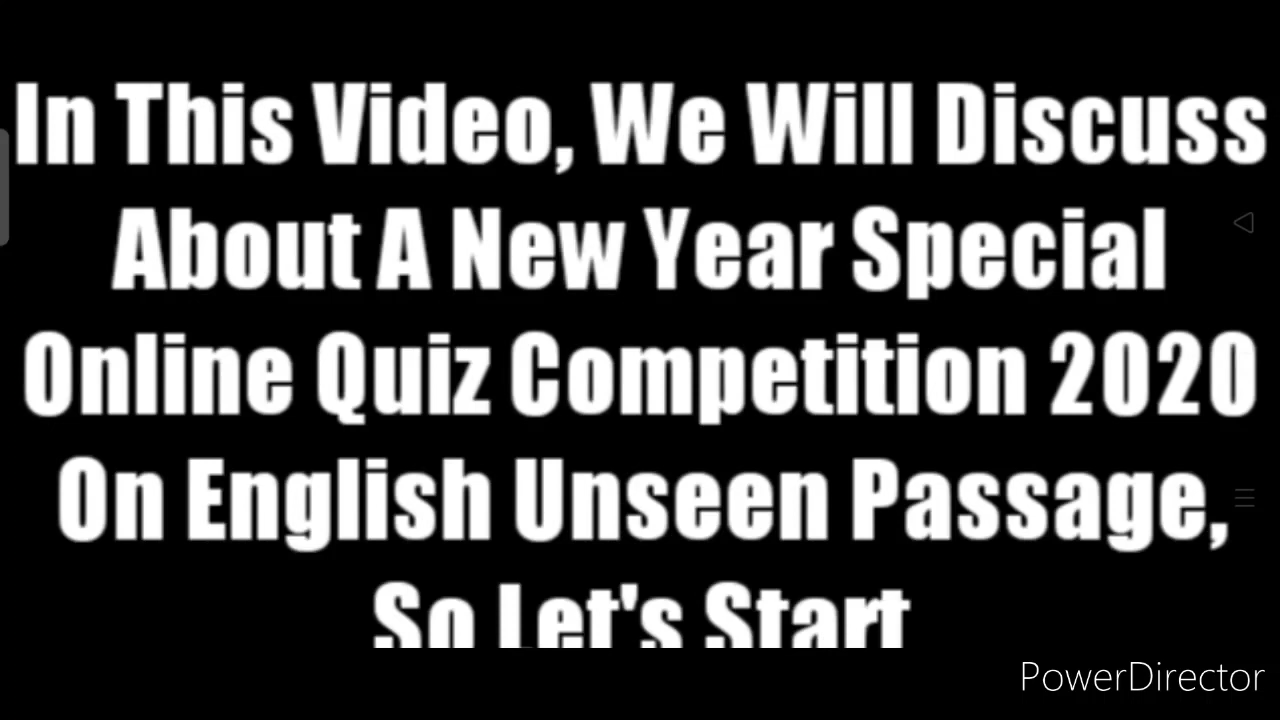 In This Video, We Will Discuss
About A New Year Special
Online Quiz Competition 2020
On English Unseen Passage,
So Let's Start
PowerDirector